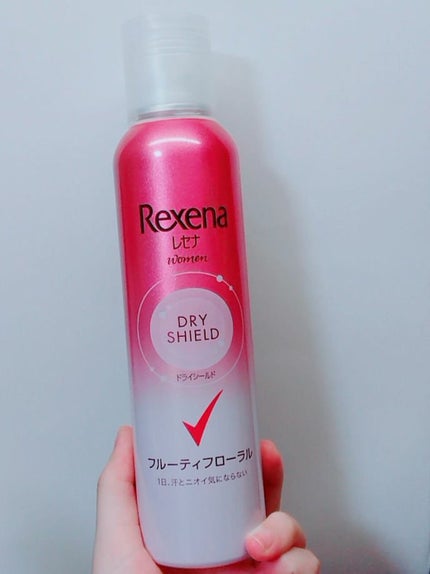 Rexena
レセナ
women
DRY
SHIELD
ドライシールド
フルーティフローラル
1日、汗とニオイ気にならない